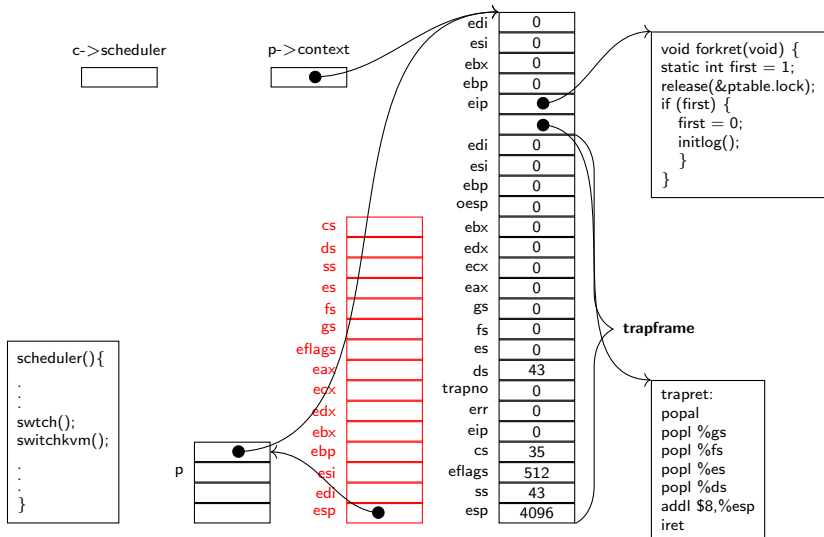 c->scheduler
p->context
edi 0
esi 0
ebx 0
ebp 0
eip
edi 0
esi 0
ebp 0
oesp 0
ebx 0
edx 0
ecx 0
eax 0
gs 0
fs 0
es 0
ds 43
trapno 0
err 0
eip 0
cs 35
eflags 512
ss 43
esp 4096
void forkret(void) {
static int first = 1;
release(&ptable.lock);
if (first) {
first = 0;
initlog();
}
}
cs
ds
ss
es
fs
gs
eflags
eax
ecx
edx
ebx
ebp
esi
edi
esp
trapframe
scheduler(){
.
.
.
swtch();
switchkvm();
.
.
.
}
p
trapret:
popal
popl %gs
popl %fs
popl %es
popl %ds
addl $8,%esp
iret